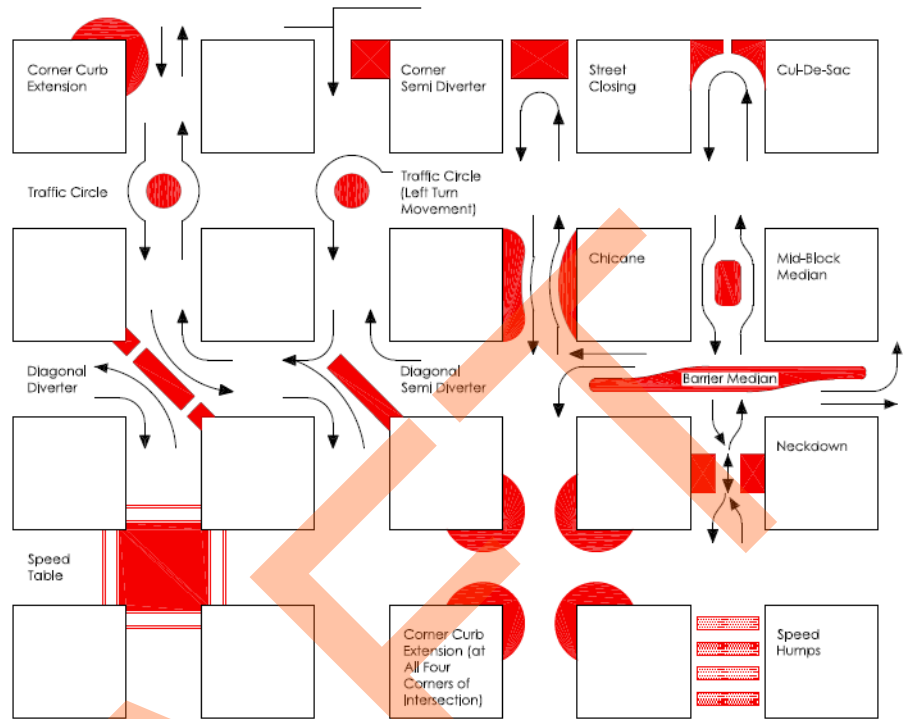 Corner Curb
Extension
Corner
Semi Diverter
Street
Closing
Cul-De-Sac
Traffic Circle
Traffic Circle
(Left Turn
Movement)
Chicane
Mid-Block
Median
Diagonal
Diverter
Diagonal
Semi Diverter
Barrier Median
Neckdown
Speed
Table
Corner Curb
Extension (at
All Four
Corners of
Intersection)
Speed
Humps